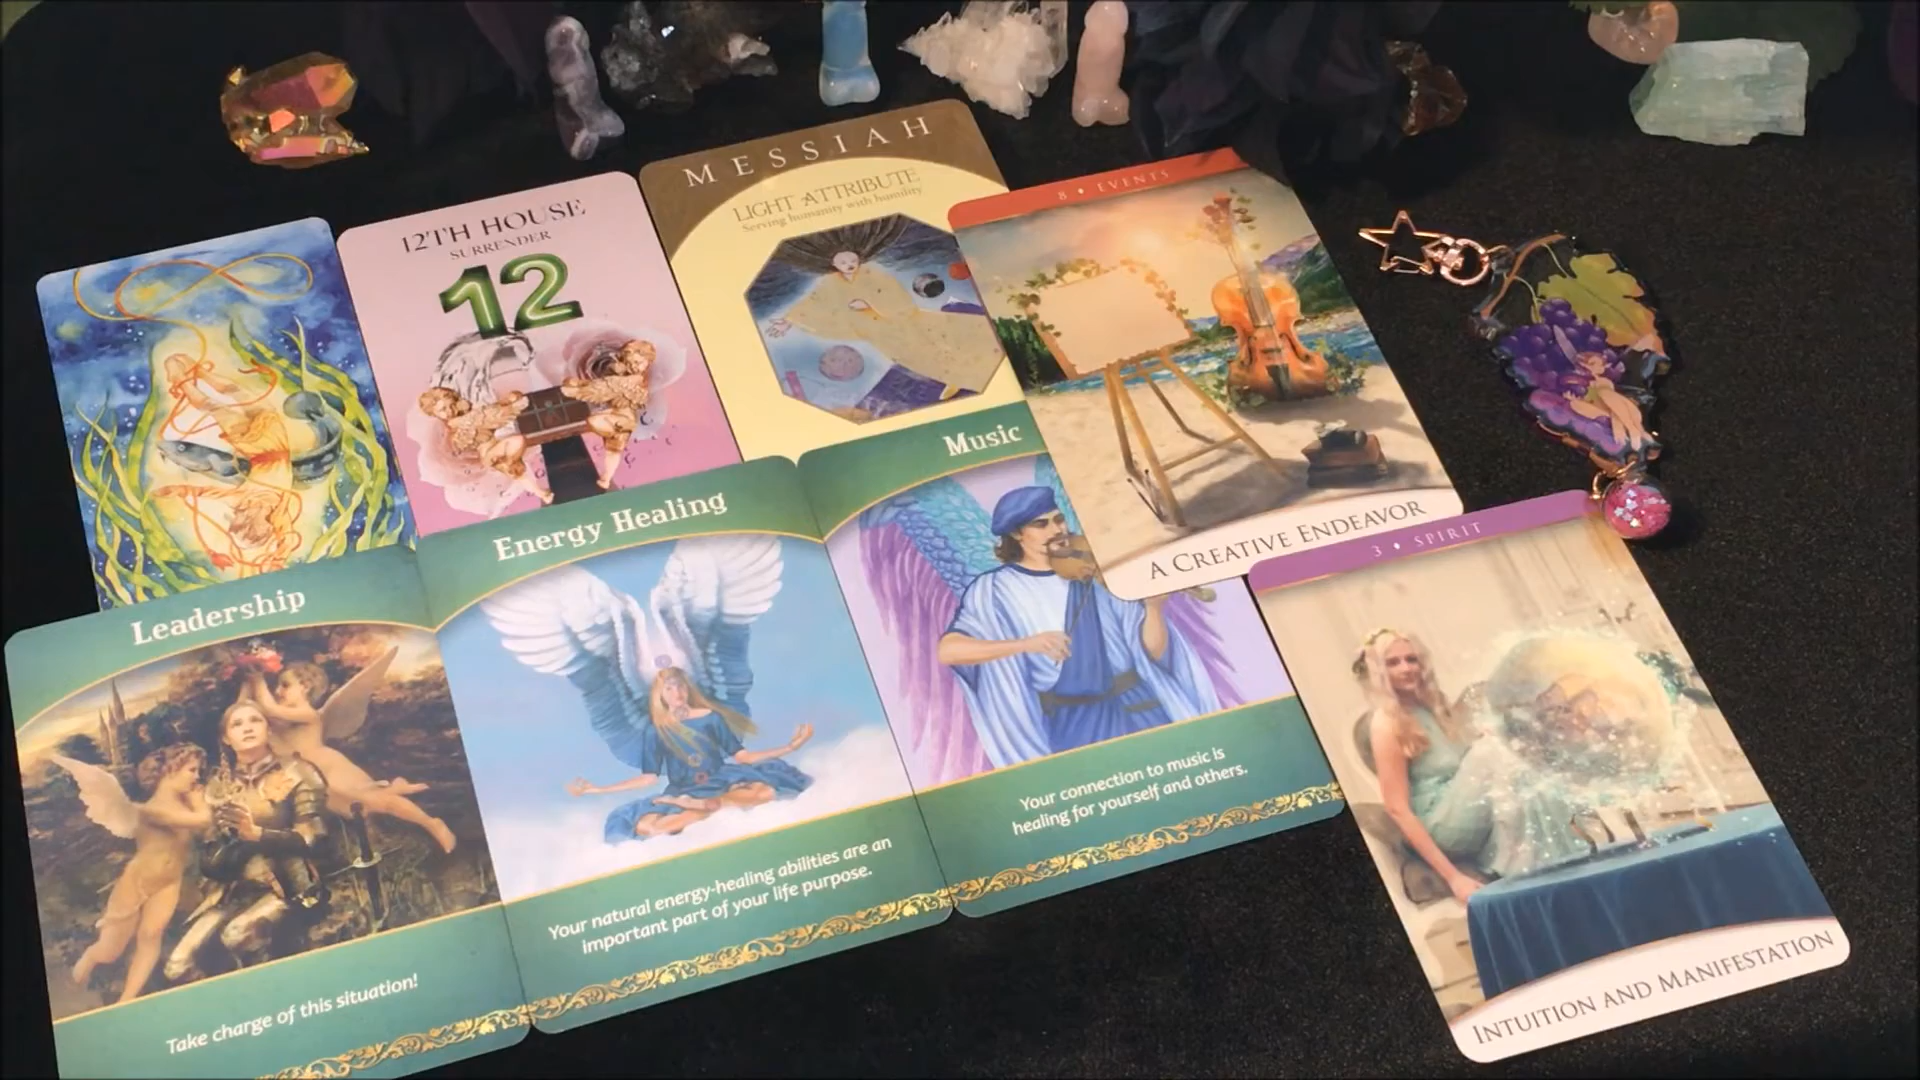 12TH HOUSE
SURRENDER
12
MESSIAH
LIGHT ATTRIBUTE
Serving humanity with humility
8 • EVENTS
A CREATIVE ENDEAVOR
Leadership
Take charge of this situation!
Energy Healing
Your natural energy-healing abilities are an
important part of your life purpose.
Music
Your connection to music is
healing for yourself and others.
3 • SPIRIT
INTUITION AND MANIFESTATION